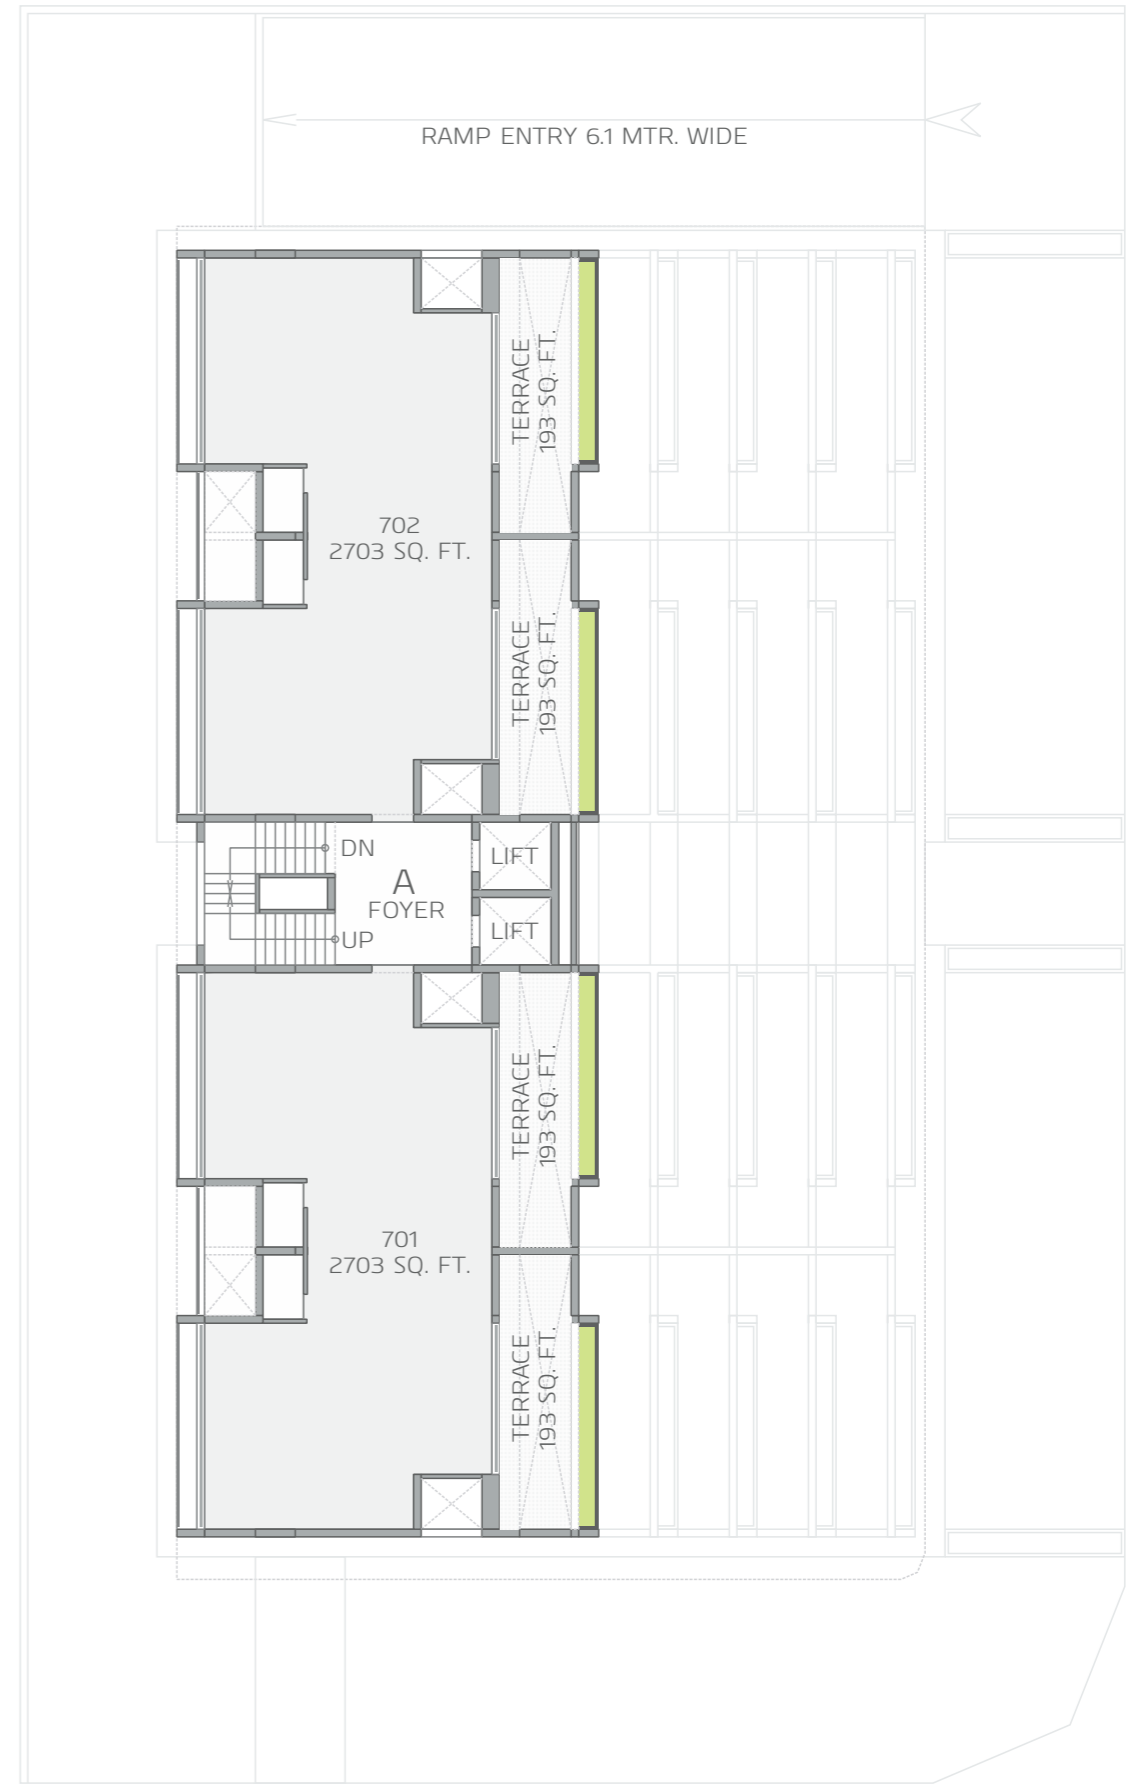 RAMP ENTRY 6.1 MTR. WIDE
TERRACE
193 SQ. FT.
702
2703 SQ. FT.
TERRACE
193 SQ. FT.
DN
LIFT
A
FOYER
LIFT
UP
TERRACE
193 SQ. FT.
701
2703 SQ. FT.
TERRACE
193 SQ. FT.